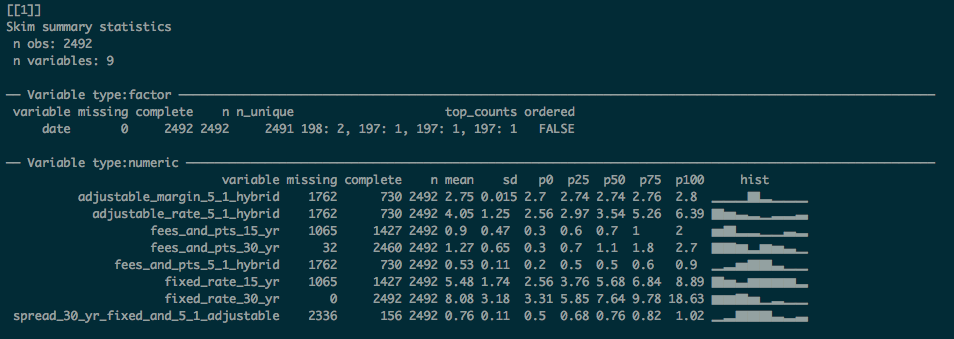 [[1]]
Skim summary statistics
n obs: 2492
n variables: 9
── Variable type:factor ──
variable missing complete n n_unique top_counts ordered
date 0 2492 2492 2491 198: 2, 197: 1, 197: 1, 197: 1 FALSE
── Variable type:numeric ──
variable missing complete n mean sd p0 p25 p50 p75 p100 hist
adjustable_margin_5_1_hybrid 1762 730 2492 2.75 0.015 2.7 2.74 2.74 2.76 2.8
adjustable_rate_5_1_hybrid 1762 730 2492 4.05 1.25 2.56 2.97 3.54 5.26 6.39
fees_and_pts_15_yr 1065 1427 2492 0.9 0.47 0.3 0.6 0.7 1 2
fees_and_pts_30_yr 32 2460 2492 1.27 0.65 0.3 0.7 1.1 1.8 2.7
fees_and_pts_5_1_hybrid 1762 730 2492 0.53 0.11 0.2 0.5 0.5 0.6 0.9
fixed_rate_15_yr 1065 1427 2492 5.48 1.74 2.56 3.76 5.68 6.84 8.89
fixed_rate_30_yr 0 2492 2492 8.08 3.18 3.31 5.85 7.64 9.78 18.63
spread_30_yr_fixed_and_5_1_adjustable 2336 156 2492 0.76 0.11 0.5 0.68 0.76 0.82 1.02